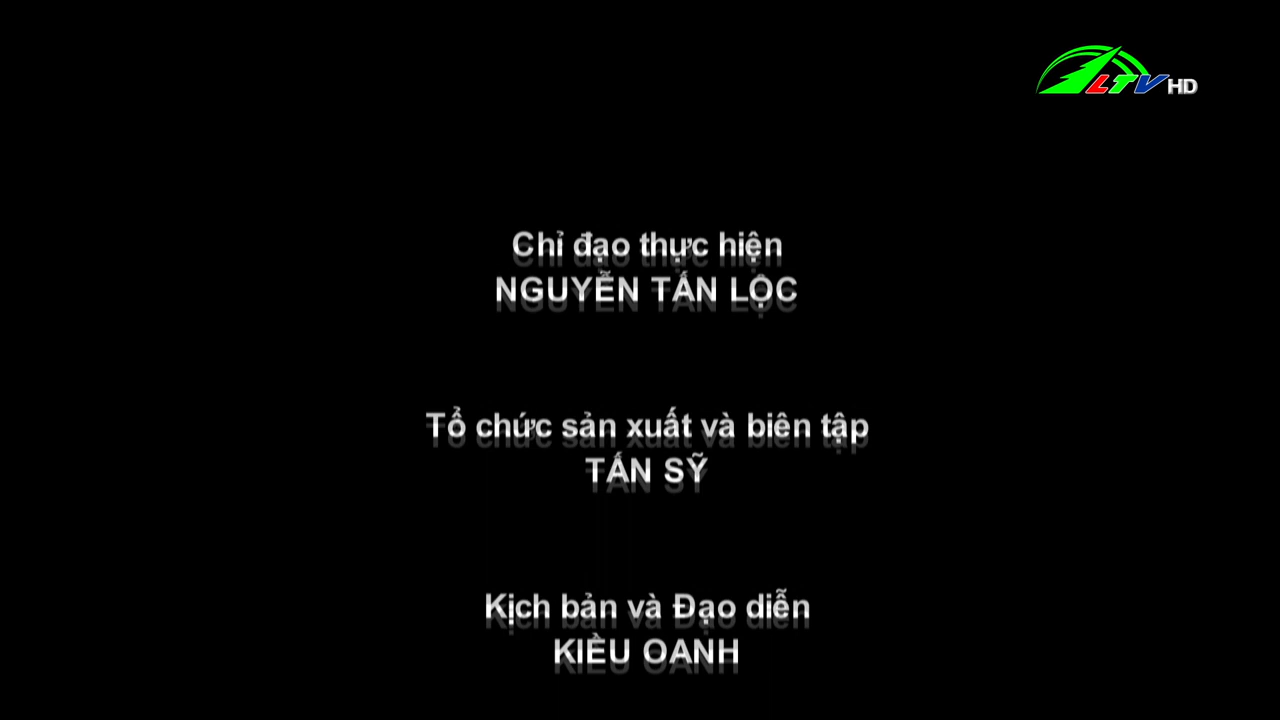 LTV HD
Chỉ đạo thực hiện
NGUYỄN TẤN LỘC
Tổ chức sản xuất và biên tập
TẤN SỸ
Kịch bản và Đạo diễn
KIỀU OANH